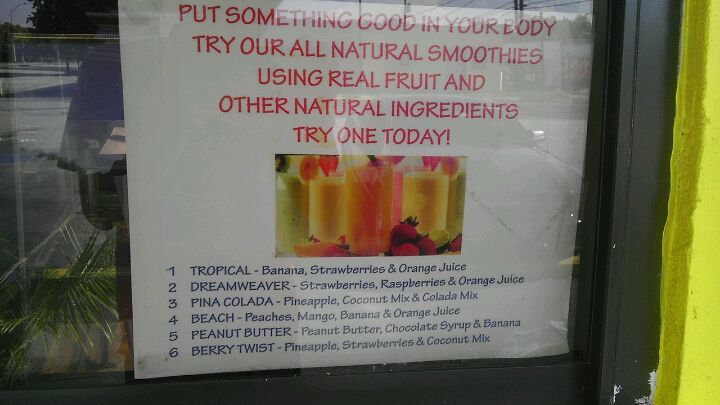 PUT SOMETHING GOOD IN YOUR BODY
TRY OUR ALL NATURAL SMOOTHIES
USING REAL FRUIT AND
OTHER NATURAL INGREDIENTS
TRY ONE TODAY!
1 TROPICAL - Banana, Strawberries & Orange Juice
2 DREAMWEAVER - Strawberries, Raspberries & Orange Juice
3 PINA COLADA - Pineapple, Coconut Mix & Colada Mix
4 BEACH - Peaches, Mango, Banana & Orange Juice
5 PEANUT BUTTER - Peanut Butter, Chocolate Syrup & Banana
6 BERRY TWIST - Pineapple, Strawberries & Coconut Mix